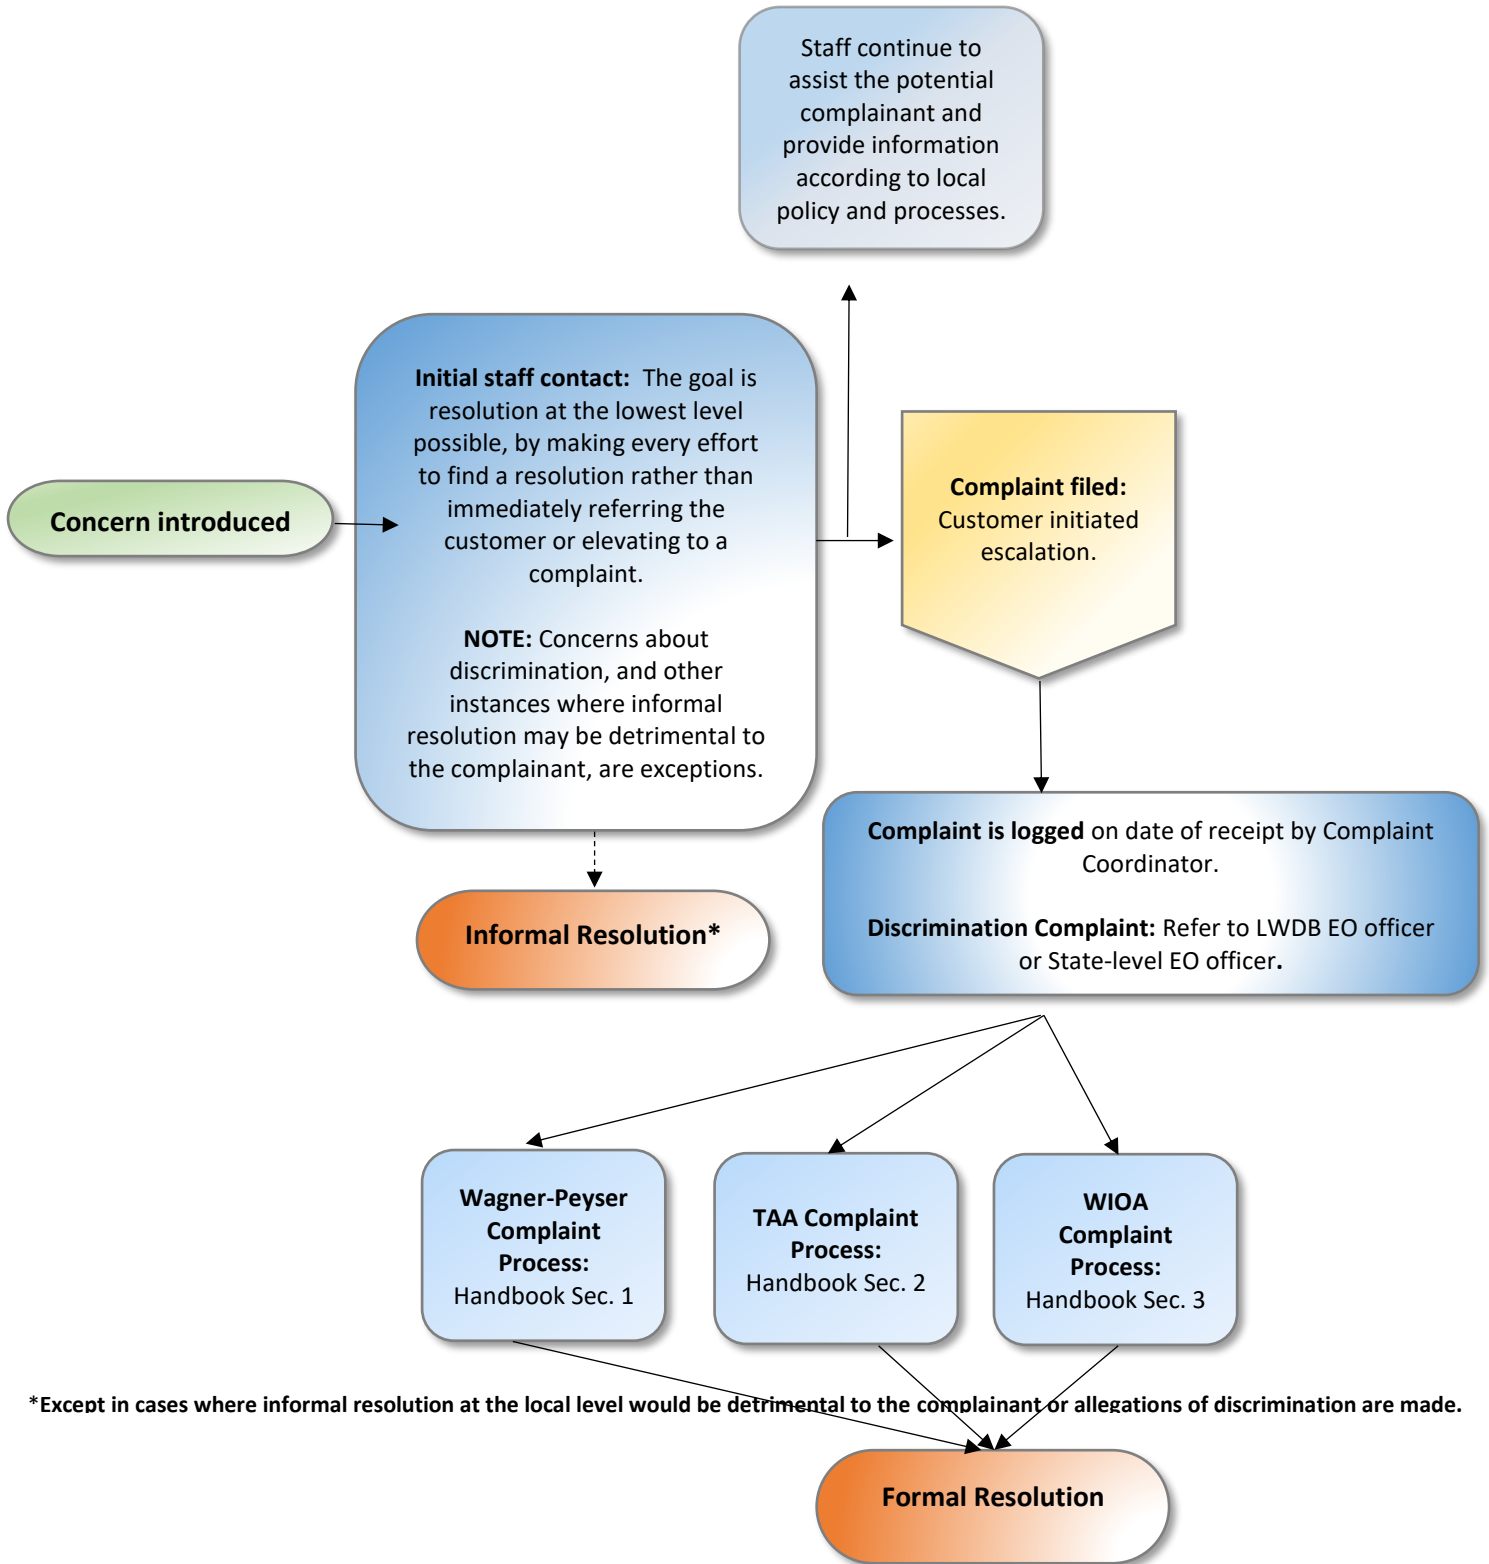 Staff continue to
assist the potential
complainant and
provide information
according to local
policy and processes.
Initial staff contact: The goal is
resolution at the lowest level
possible, by making every effort
to find a resolution rather than
immediately referring the
customer or elevating to a
complaint.
NOTE: Concerns about
discrimination, and other
instances where informal
resolution may be detrimental to
the complainant, are exceptions.
Concern introduced
Complaint filed:
Customer initiated
escalation.
Complaint is logged on date of receipt by Complaint
Coordinator.
Discrimination Complaint: Refer to LWDB EO officer
or State-level EO officer.
Informal Resolution*
Wagner-Peyser
Complaint
Process:
Handbook Sec. 1
TAA Complaint
Process:
Handbook Sec. 2
WIOA
Complaint
Process:
Handbook Sec. 3
*Except in cases where informal resolution at the local level would be detrimental to the complainant or allegations of discrimination are made.
Formal Resolution